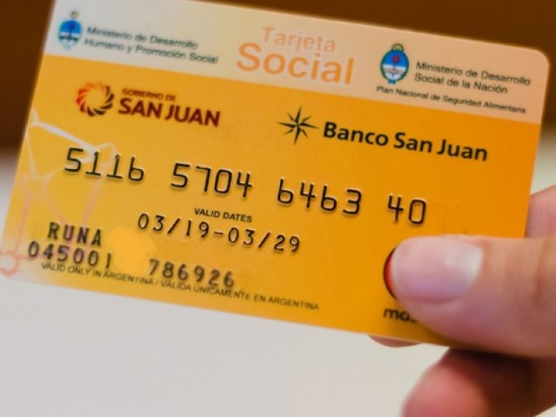 Ministerio de Desarrollo
Humano y Promoción Social
Tarjeta
Social
Ministerio de Desarrollo
Social de la Nación
Plan Nacional de Seguridad Alimentaria
GOBIERNO DE
SAN JUAN
Banco San Juan
5116 5704 6463 40
VALID DATES
03/19-03/29
RUNA
045001 786926
VALID ONLY IN ARGENTINA / VÁLIDA ÚNICAMENTE EN ARGENTINA